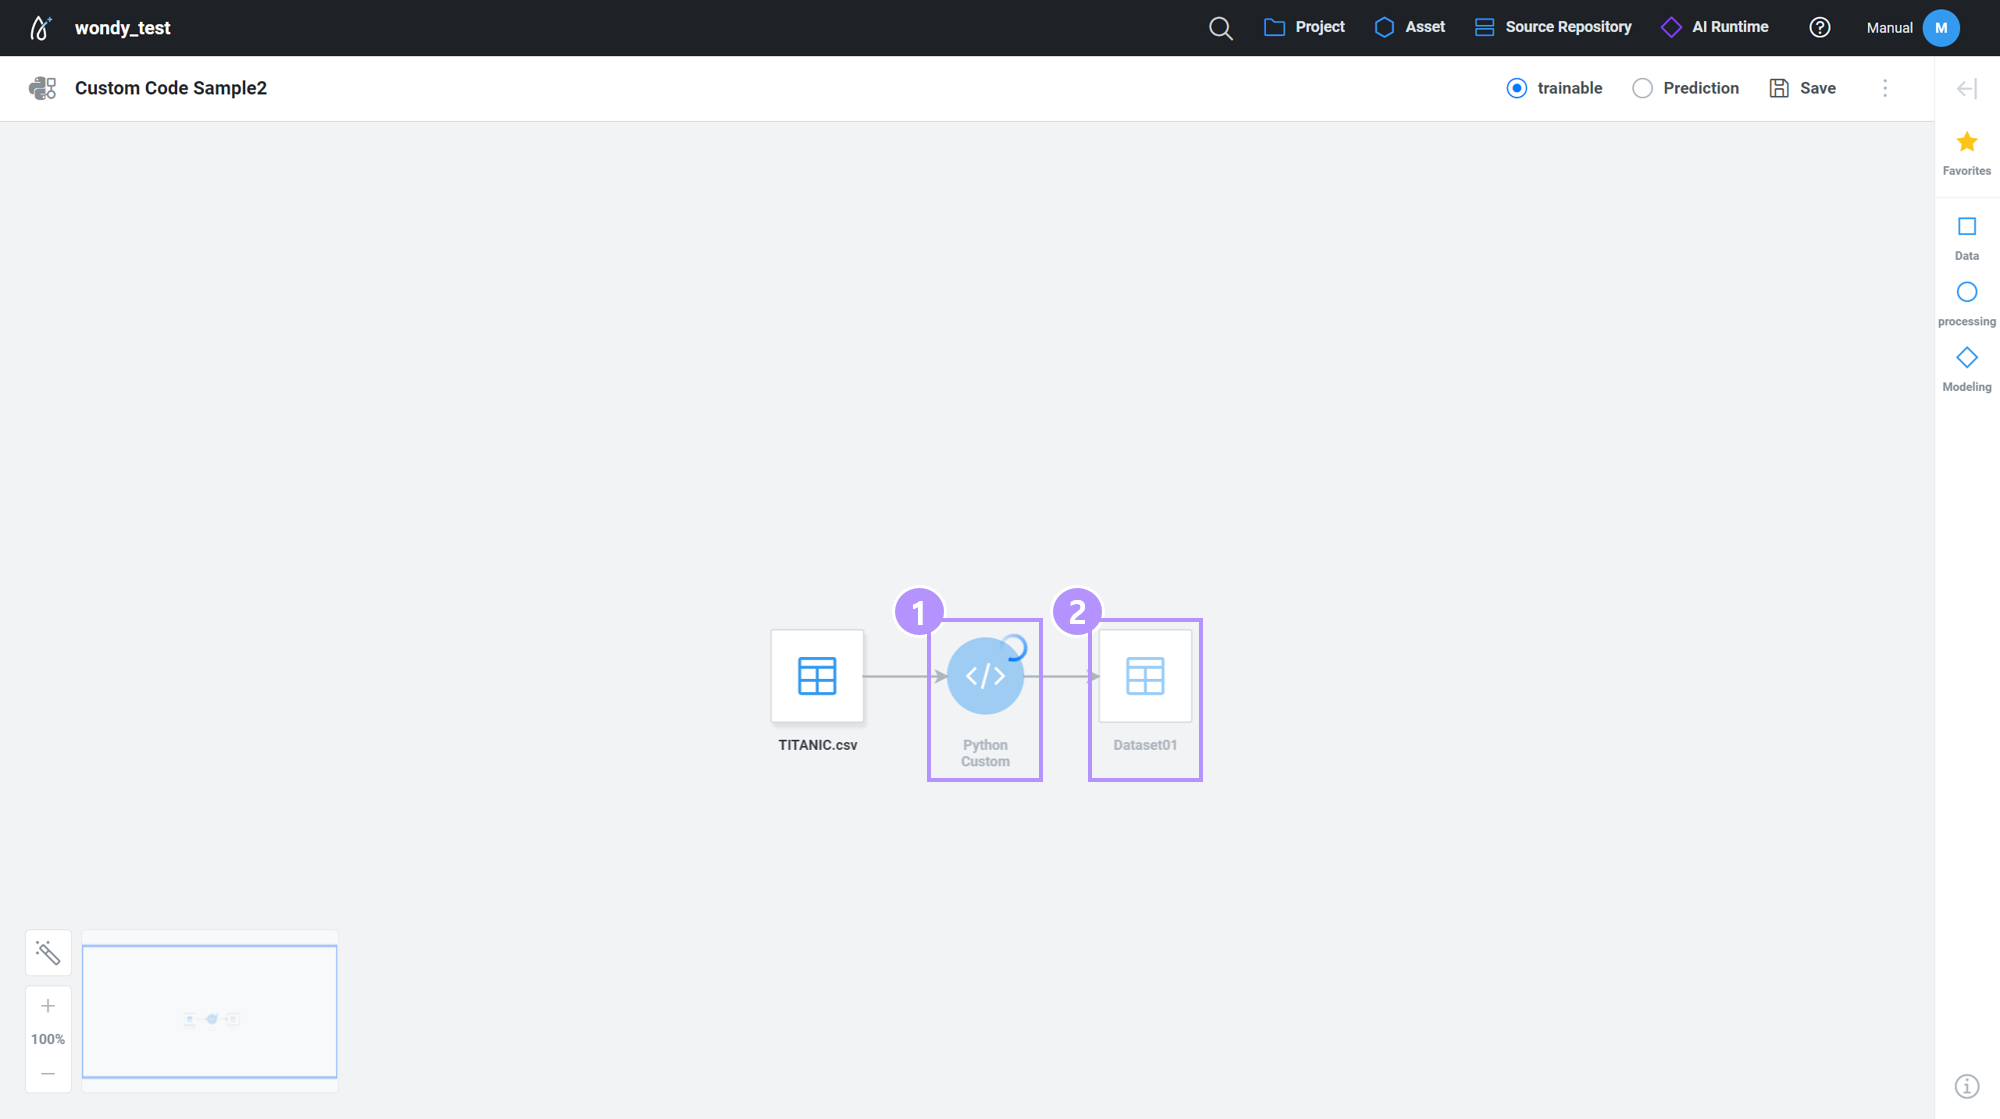 wondy_test
Project
Asset
Source Repository
AI Runtime
Manual
M
Custom Code Sample2
trainable
Prediction
Save
Favorites
Data
processing
Modeling
1
2
TITANIC.csv
Python
Custom
Dataset01
100%